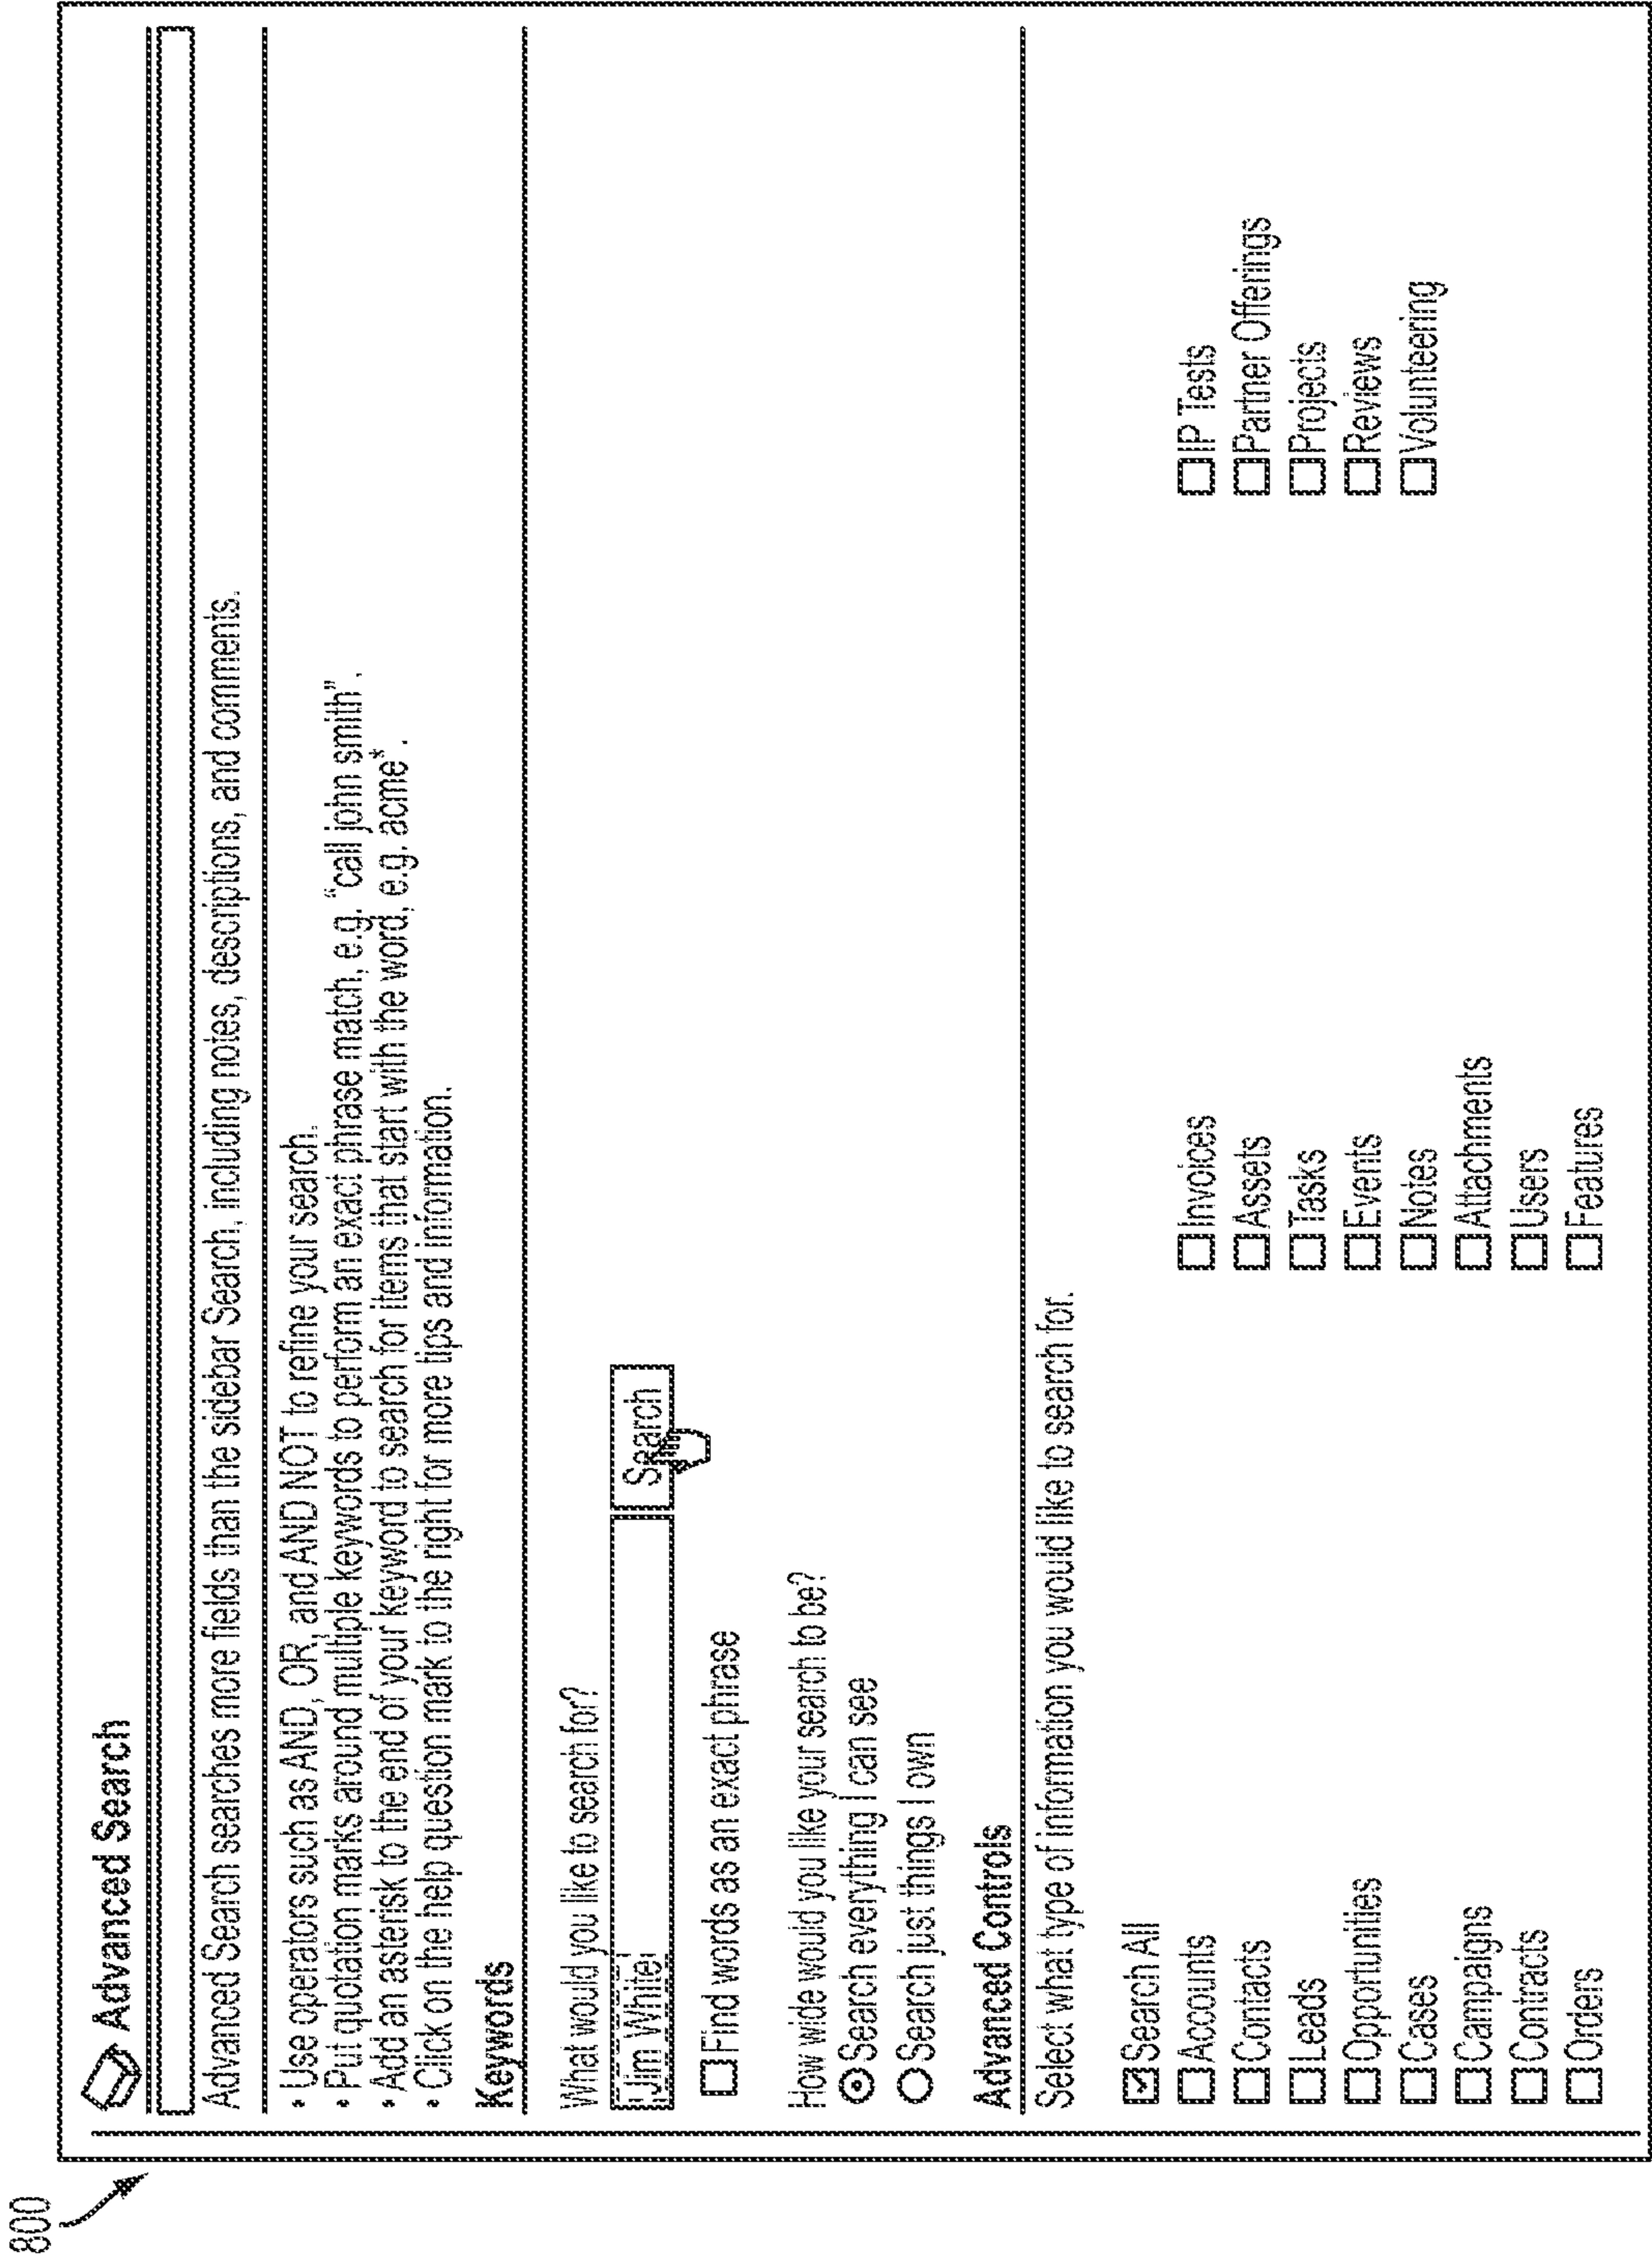 800
Advanced Search
Advanced Search searches more fields than the sidebar Search, including notes, descriptions, and comments.
• Use operators such as AND, OR, and AND NOT to refine your search.
• Put quotation marks around multiple keywords to perform an exact phrase match, e.g. “call john smith”.
• Add an asterisk to the end of your keyword to search for items that start with the word, e.g. acme*.
• Click on the help question mark to the right for more tips and information.
Keywords
What would you like to search for?
Jim White
Search
Find words as an exact phrase
How wide would you like your search to be?
Search everything I can see
Search just things I own
Advanced Controls
Select what type of information you would like to search for.
Search All
Accounts
Contacts
Leads
Opportunities
Cases
Campaigns
Contracts
Orders
Invoices
Assets
Tasks
Events
Notes
Attachments
Users
Features
IP Tests
Partner Offerings
Projects
Reviews
Volunteering